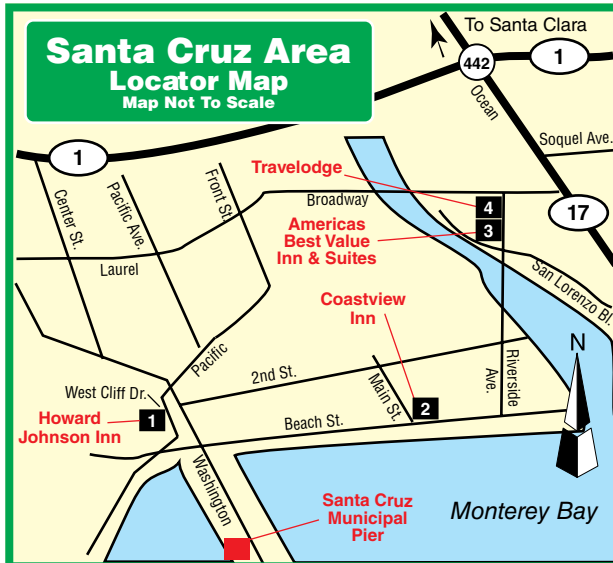 Santa Cruz Area
Locator Map
Map Not To Scale
To Santa Clara
442
1
Ocean
Soquel Ave.
1
Center St.
Pacific Ave.
Front St.
Travelodge
Broadway
4
17
Americas
Best Value
Inn & Suites
3
Laurel
San Lorenzo Bl.
Coastview
Inn
N
Pacific
2nd St.
Main St.
Riverside
Ave.
West Cliff Dr.
Howard
Johnson Inn
1
2
Beach St.
Washington
Santa Cruz
Municipal
Pier
Monterey Bay